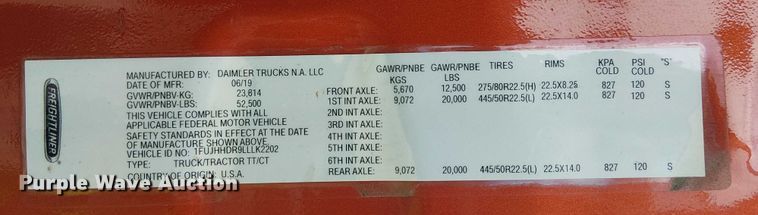 FREIGHTLINER
MANUFACTURED BY: DAIMLER TRUCKS N.A. LLC
DATE OF MFR: 06/19
GVWR/PNBV-KG: 23,614
GVWR/PNBV-LBS: 52,500
THIS VEHICLE COMPLIES WITH ALL
APPLICABLE FEDERAL MOTOR VEHICLE
SAFETY STANDARDS IN EFFECT AT THE DATE
OF MANUFACTURE SHOWN ABOVE.
VEHICLE ID NO: 1FUJHHDR9LLLK2202
TYPE: TRUCK/TRACTOR TT/CT
COUNTRY OF ORIGIN: U.S.A.
GAWR/PNBE KGS GAWR/PNBE LBS TIRES RIMS KPA COLD PSI COLD "S"
FRONT AXLE: 5,670 12,500 275/80R22.5(H) 22.5X8.25 827 120 S
1ST INT AXLE: 9,072 20,000 445/50R22.5(L) 22.5X14.0 827 120 S
2ND INT AXLE:
3RD INT AXLE:
4TH INT AXLE:
5TH INT AXLE:
6TH INT AXLE:
REAR AXLE: 9,072 20,000 445/50R22.5(L) 22.5X14.0 827 120 S
Purple Wave Auction